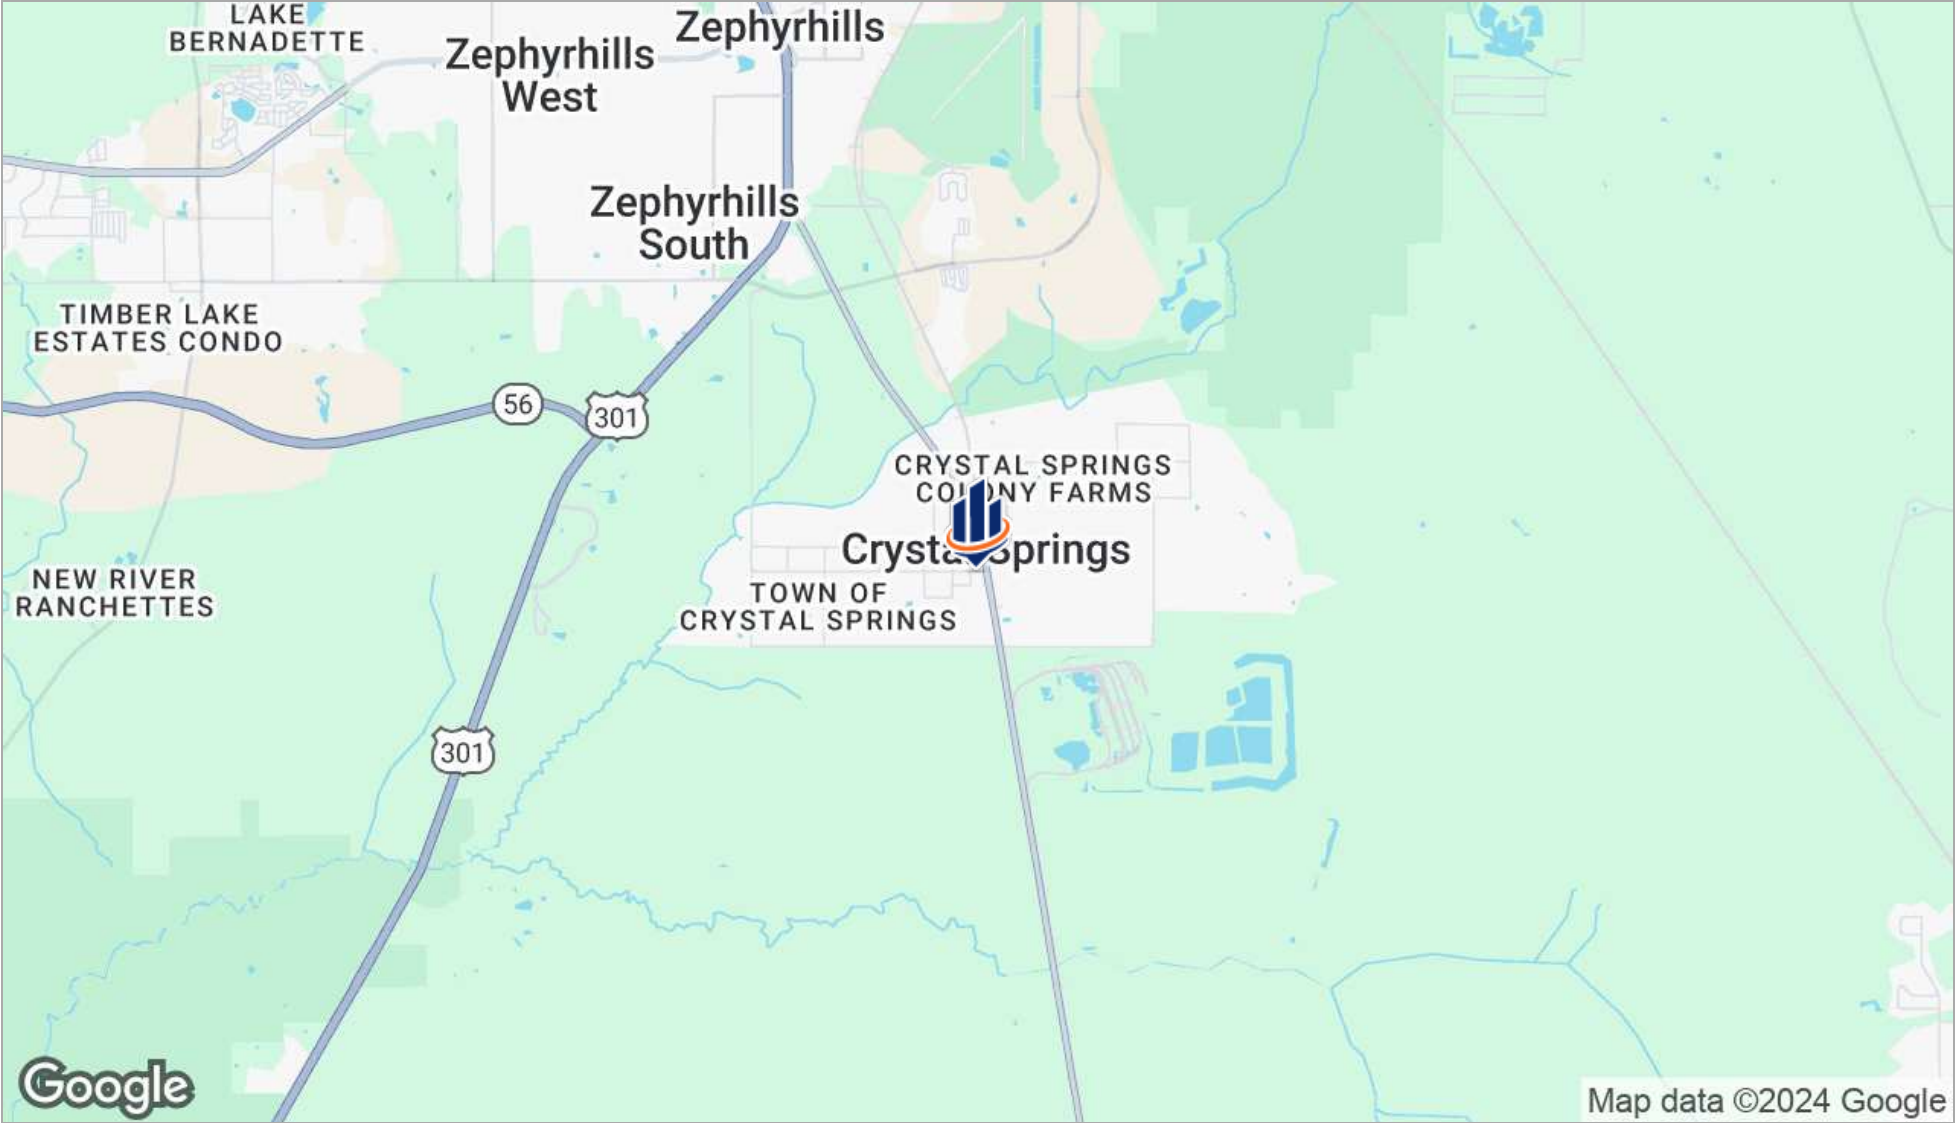 LAKE
BERNADETTE
Zephyrhills
West
Zephyrhills
Zephyrhills
South
TIMBER LAKE
ESTATES CONDO
56
301
CRYSTAL SPRINGS
COLONY FARMS
Crystal Springs
TOWN OF
CRYSTAL SPRINGS
NEW RIVER
RANCHETTES
301
Google
Map data ©2024 Google